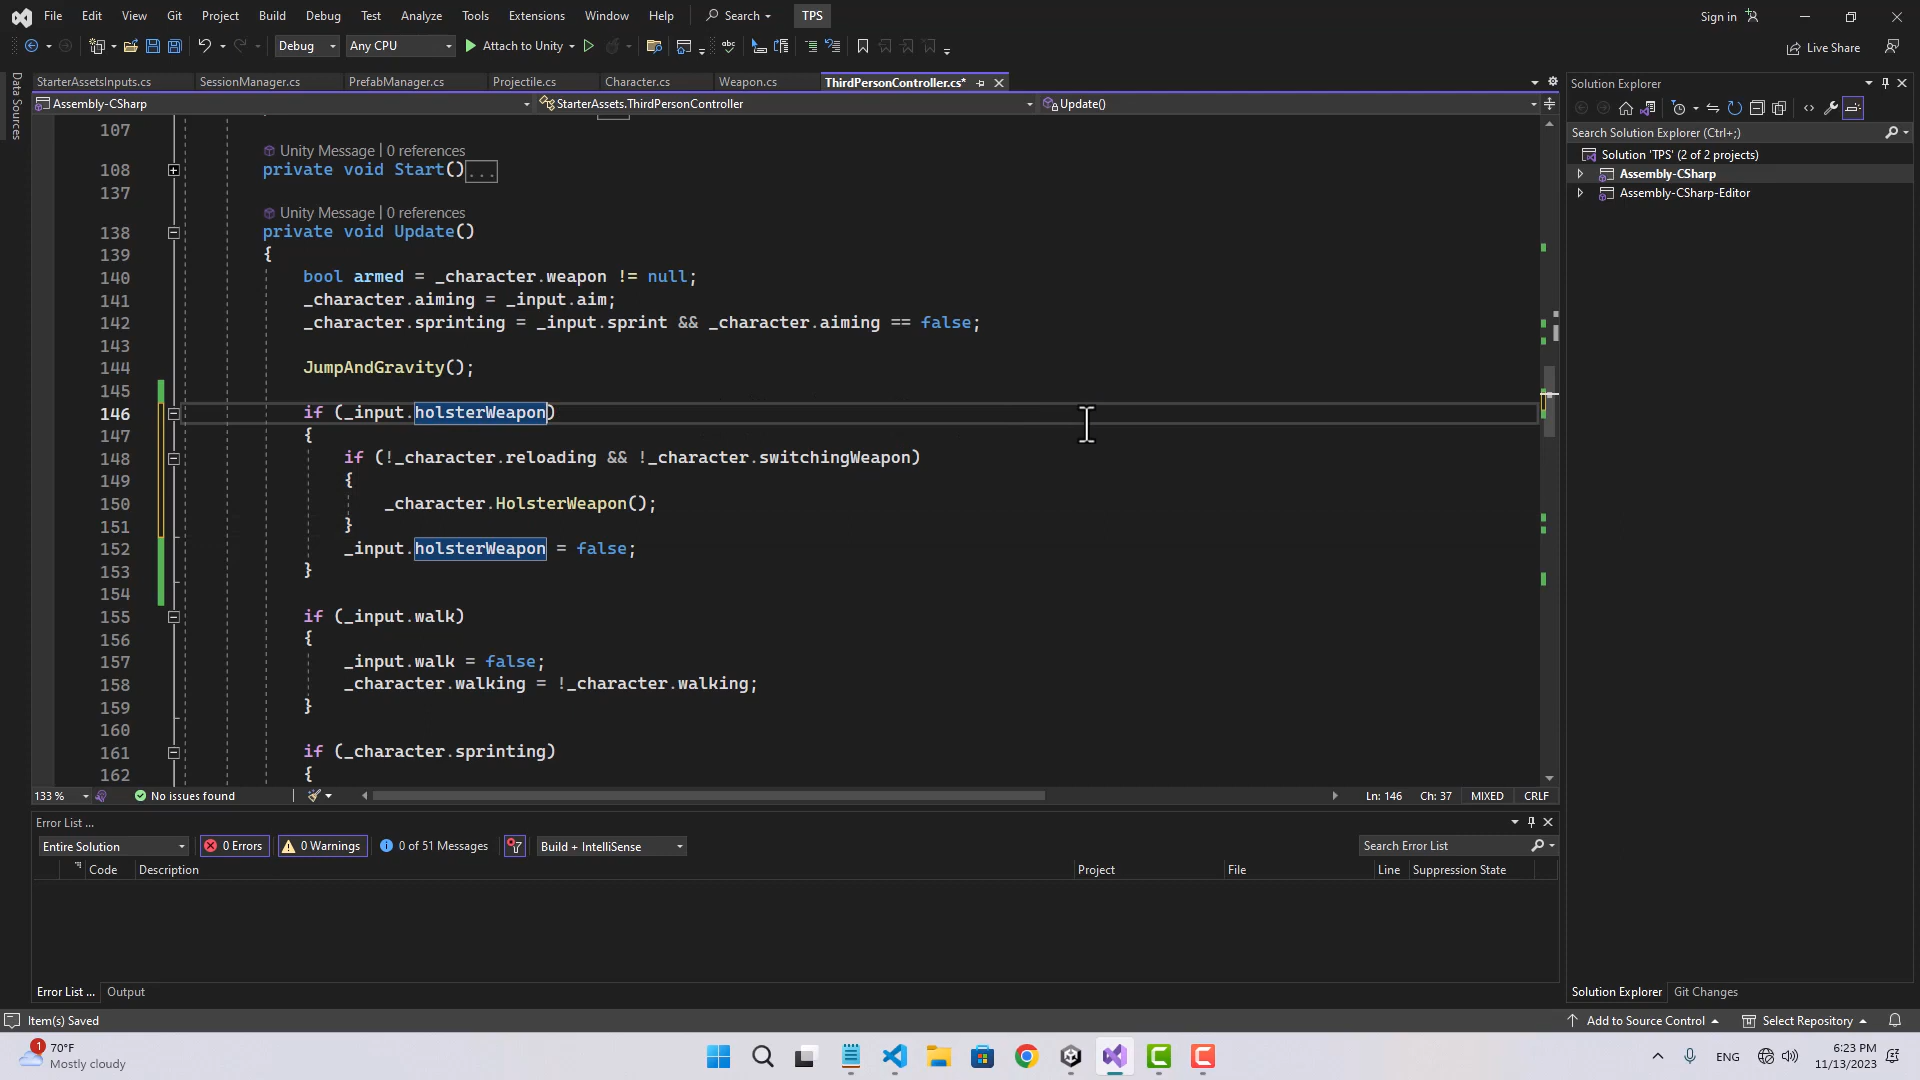 File Edit View Git Project Build Debug Test Analyze Tools Extensions Window Help Search TPS Sign in
Debug Any CPU Attach to Unity Live Share
Data Sources
StarterAssetsInputs.cs SessionManager.cs PrefabManager.cs Projectile.cs Character.cs Weapon.cs ThirdPersonController.cs*
Assembly-CSharp StarterAssets.ThirdPersonController Update()
107
Unity Message | 0 references
108 private void Start()...
137
Unity Message | 0 references
138 private void Update()
139 {
140 bool armed = _character.weapon != null;
141 _character.aiming = _input.aim;
142 _character.sprinting = _input.sprint && _character.aiming == false;
143
144 JumpAndGravity();
145
146 if (_input.holsterWeapon)
147 {
148 if (!_character.reloading && !_character.switchingWeapon)
149 {
150 _character.HolsterWeapon();
151 }
152 _input.holsterWeapon = false;
153 }
154
155 if (_input.walk)
156 {
157 _input.walk = false;
158 _character.walking = !_character.walking;
159 }
160
161 if (_character.sprinting)
162 {
133 % No issues found Ln: 146 Ch: 37 MIXED CRLF
Error List ...
Entire Solution 0 Errors 0 Warnings 0 of 51 Messages Build + IntelliSense Search Error List
Code Description Project File Line Suppression State
Error List ... Output
Solution Explorer
Search Solution Explorer (Ctrl+;)
Solution 'TPS' (2 of 2 projects)
Assembly-CSharp
Assembly-CSharp-Editor
Solution Explorer Git Changes
Item(s) Saved Add to Source Control Select Repository
1 70°F
Mostly cloudy
ENG
6:23 PM
11/13/2023